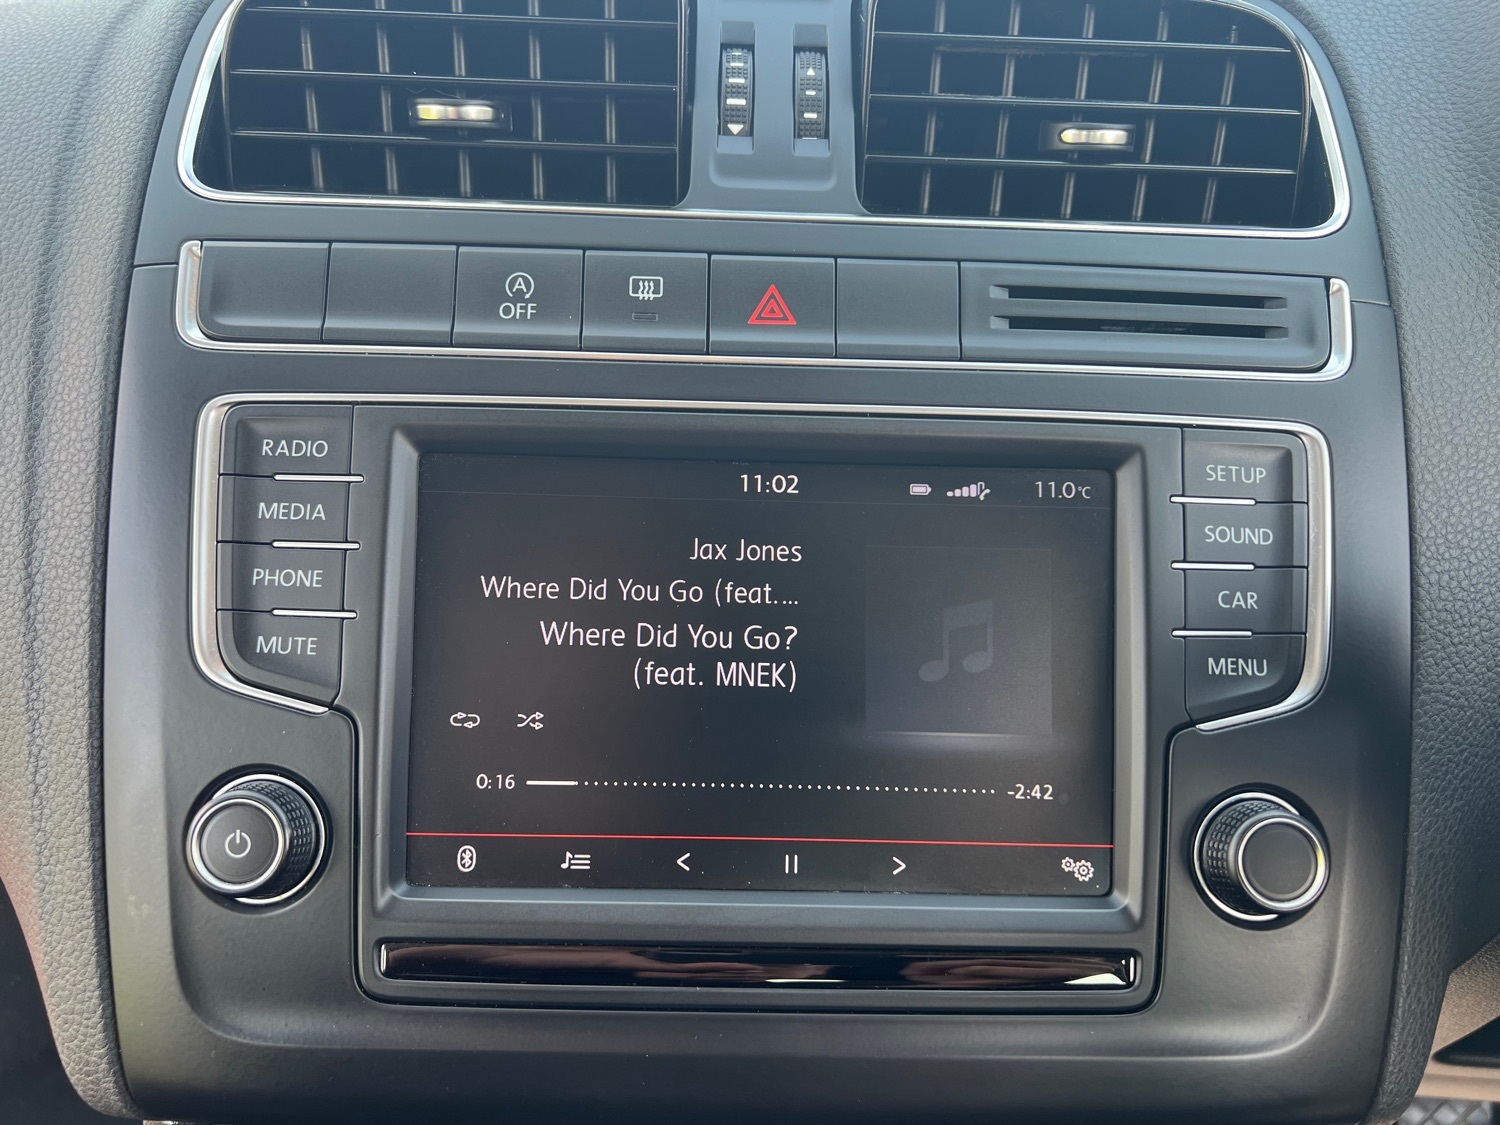 A
OFF
RADIO
MEDIA
PHONE
MUTE
11:02
11.0°C
Jax Jones
Where Did You Go (feat....
Where Did You Go?
(feat. MNEK)
0:16
-2:42
SETUP
SOUND
CAR
MENU